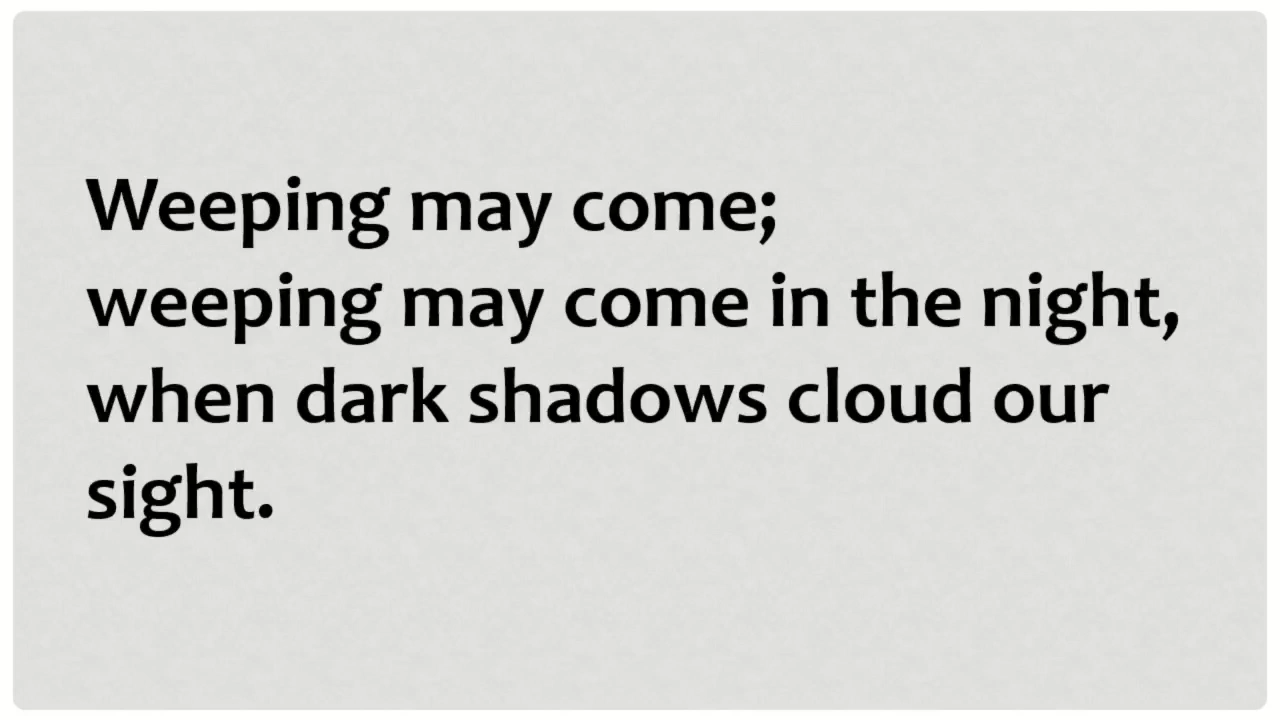 Weeping may come;
weeping may come in the night,
when dark shadows cloud our
sight.